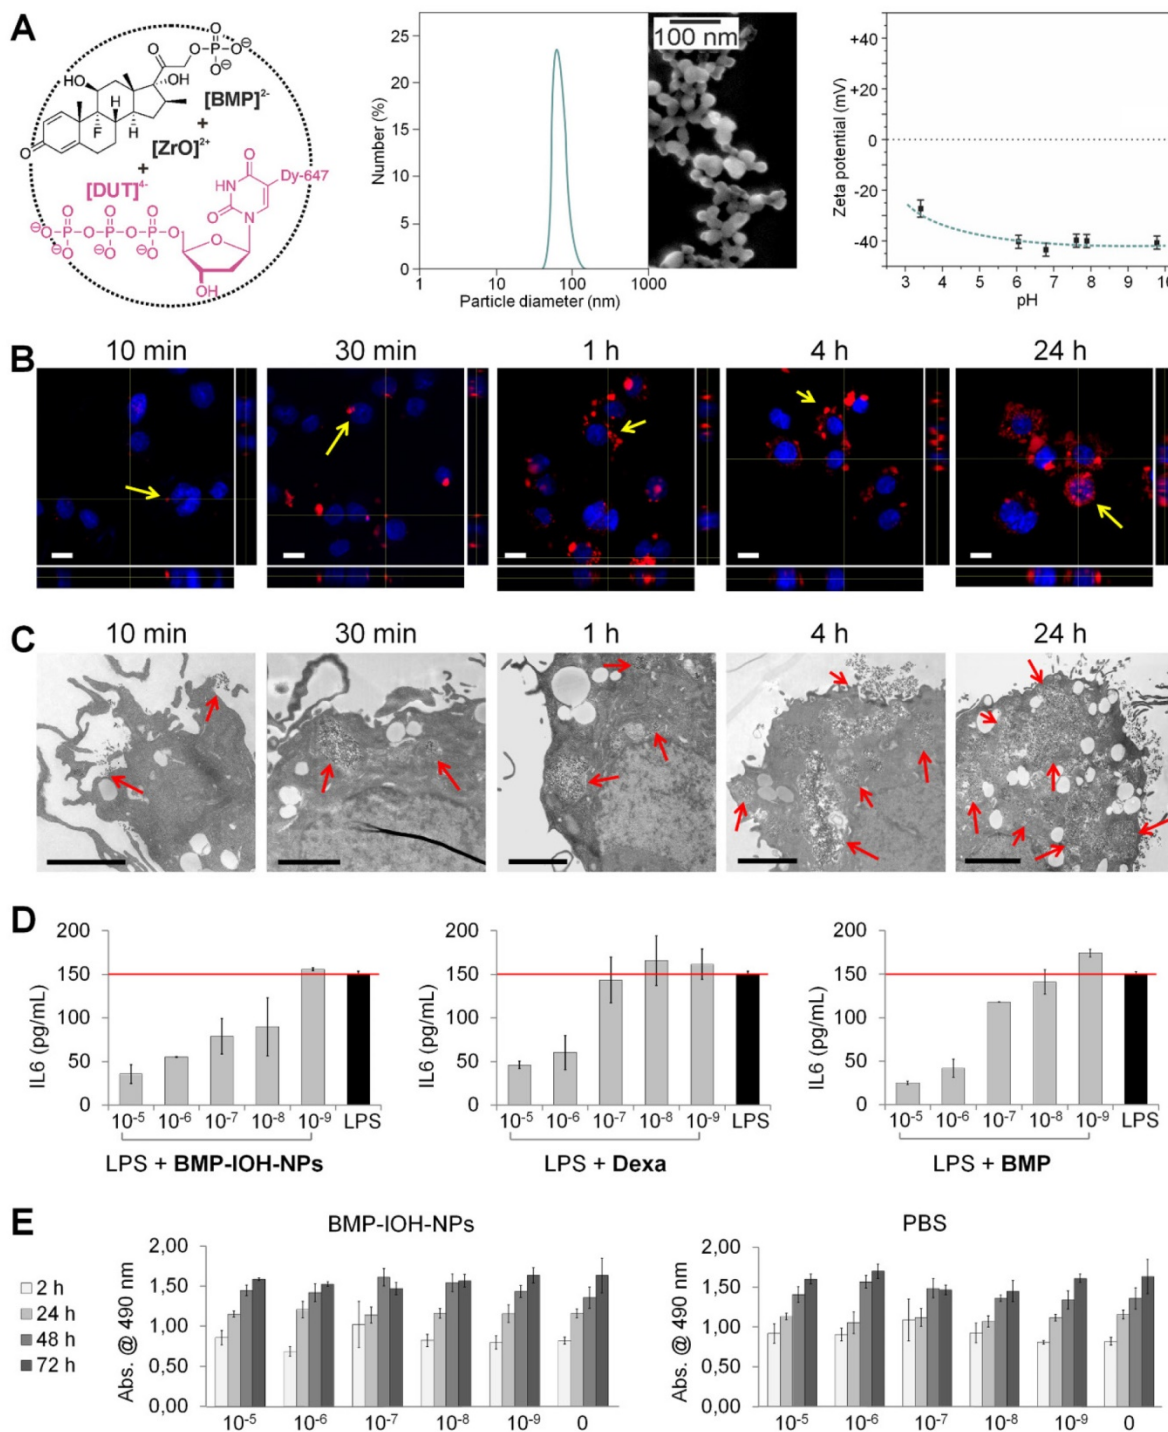 A
O
O
P
O⊖
O⊖
O⊖
HO
OH
H
F
H
O
[BMP]²⁻
+
[ZrO]²⁺
+
[DUT]⁴⁻
O
HN
O
N
Dy-647
O
O
O
⊖O
P
O
P
O
P
O
O⊖
O⊖
O⊖
O
OH
Number (%)
25
20
15
10
5
0
1
10
100
1000
Particle diameter (nm)
100 nm
Zeta potential (mV)
+40
+20
0
-20
-40
3 4 5 6 7 8 9 10
pH
B
10 min 30 min 1 h 4 h 24 h
C
10 min 30 min 1 h 4 h 24 h
D
IL6 (pg/mL)
200
150
100
50
0
10⁻⁵ 10⁻⁶ 10⁻⁷ 10⁻⁸ 10⁻⁹ LPS
LPS + BMP-IOH-NPs
IL6 (pg/mL)
200
150
100
50
0
10⁻⁵ 10⁻⁶ 10⁻⁷ 10⁻⁸ 10⁻⁹ LPS
LPS + Dexa
IL6 (pg/mL)
200
150
100
50
0
10⁻⁵ 10⁻⁶ 10⁻⁷ 10⁻⁸ 10⁻⁹ LPS
LPS + BMP
E
2 h
24 h
48 h
72 h
BMP-IOH-NPs
Abs. @ 490 nm
2,00
1,50
1,00
0,50
0,00
10⁻⁵ 10⁻⁶ 10⁻⁷ 10⁻⁸ 10⁻⁹ 0
PBS
Abs. @ 490 nm
2,00
1,50
1,00
0,50
0,00
10⁻⁵ 10⁻⁶ 10⁻⁷ 10⁻⁸ 10⁻⁹ 0